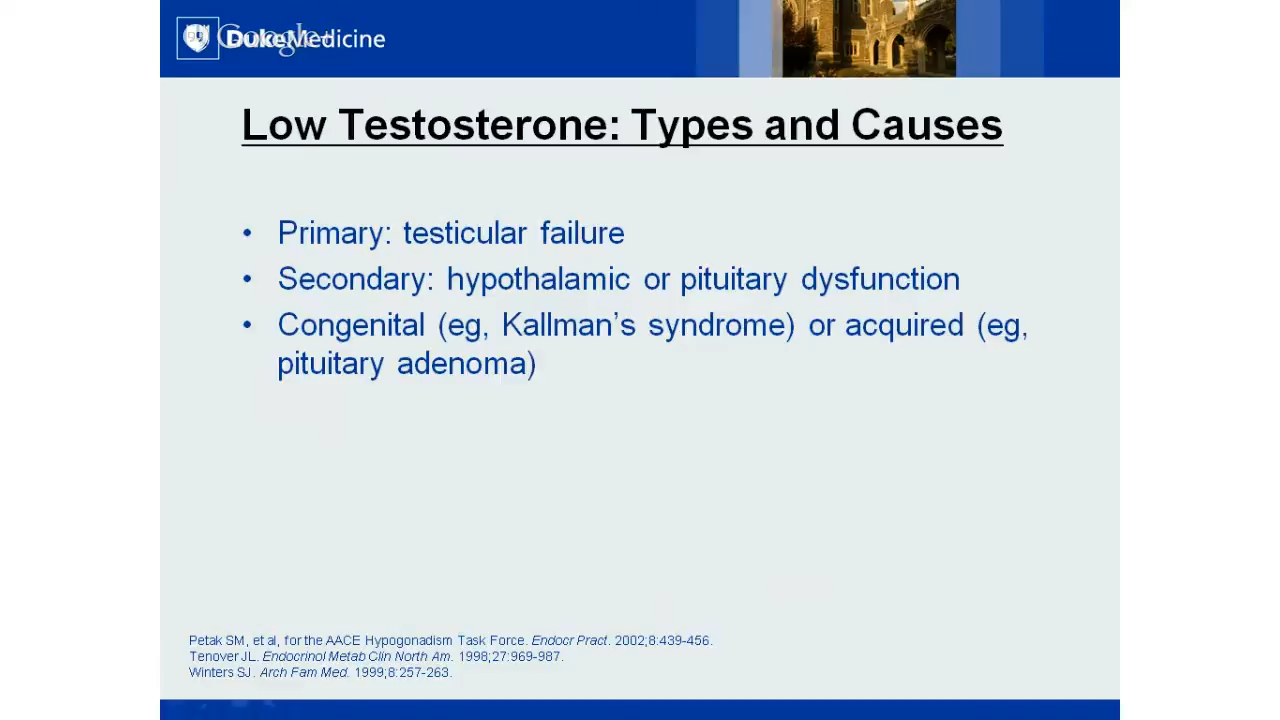 Google+
DukeMedicine
Low Testosterone: Types and Causes
• Primary: testicular failure
• Secondary: hypothalamic or pituitary dysfunction
• Congenital (eg, Kallman's syndrome) or acquired (eg,
pituitary adenoma)
Petak SM, et al, for the AACE Hypogonadism Task Force. Endocr Pract. 2002;8:439-456.
Tenover JL. Endocrinol Metab Clin North Am. 1998;27:969-987.
Winters SJ. Arch Fam Med. 1999;8:257-263.